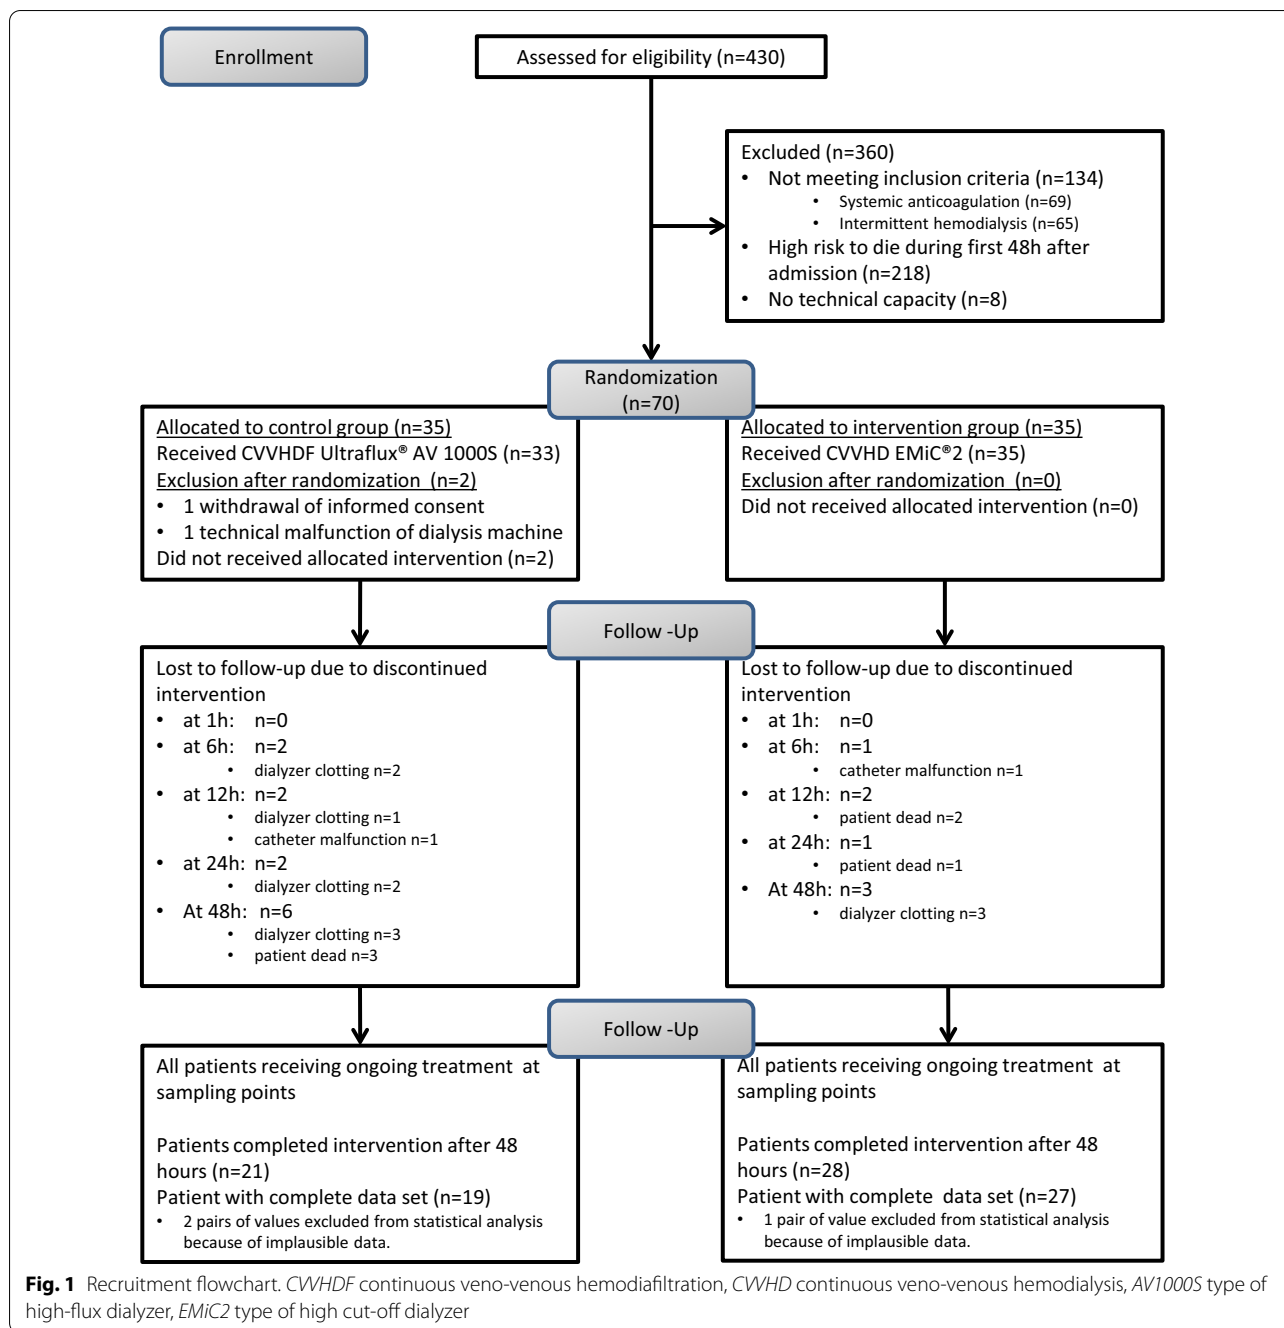 Enrollment
Assessed for eligibility (n=430)
Excluded (n=360)
• Not meeting inclusion criteria (n=134)
• Systemic anticoagulation (n=69)
• Intermittent hemodialysis (n=65)
• High risk to die during first 48h after
admission (n=218)
• No technical capacity (n=8)
Randomization
(n=70)
Allocated to control group (n=35)
Received CVVHDF Ultraflux® AV 1000S (n=33)
Exclusion after randomization (n=2)
• 1 withdrawal of informed consent
• 1 technical malfunction of dialysis machine
Did not received allocated intervention (n=2)
Allocated to intervention group (n=35)
Received CVVHD EMiC®2 (n=35)
Exclusion after randomization (n=0)
Did not received allocated intervention (n=0)
Follow -Up
Lost to follow-up due to discontinued
intervention
• at 1h: n=0
• at 6h: n=2
• dialyzer clotting n=2
• at 12h: n=2
• dialyzer clotting n=1
• catheter malfunction n=1
• at 24h: n=2
• dialyzer clotting n=2
• At 48h: n=6
• dialyzer clotting n=3
• patient dead n=3
Lost to follow-up due to discontinued
intervention
• at 1h: n=0
• at 6h: n=1
• catheter malfunction n=1
• at 12h: n=2
• patient dead n=2
• at 24h: n=1
• patient dead n=1
• At 48h: n=3
• dialyzer clotting n=3
Follow -Up
All patients receiving ongoing treatment at
sampling points
Patients completed intervention after 48
hours (n=21)
Patient with complete data set (n=19)
• 2 pairs of values excluded from statistical analysis
because of implausible data.
All patients receiving ongoing treatment at
sampling points
Patients completed intervention after 48
hours (n=28)
Patient with complete data set (n=27)
• 1 pair of value excluded from statistical analysis
because of implausible data.
Fig. 1 Recruitment flowchart. CVVHDF continuous veno-venous hemodiafiltration, CVVHD continuous veno-venous hemodialysis, AV1000S type of
high-flux dialyzer, EMiC2 type of high cut-off dialyzer